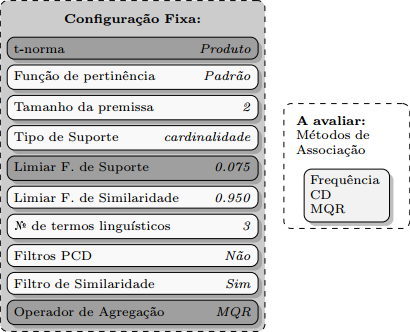 Configuração Fixa:
t-norma Produto
Função de pertinência Padrão
Tamanho da premissa 2
Tipo de Suporte cardinalidade
Limiar F. de Suporte 0.075
Limiar F. de Similaridade 0.950
№ de termos linguísticos 3
Filtros PCD Não
Filtro de Similaridade Sim
Operador de Agregação MQR
A avaliar:
Métodos de
Associação
Frequência
CD
MQR